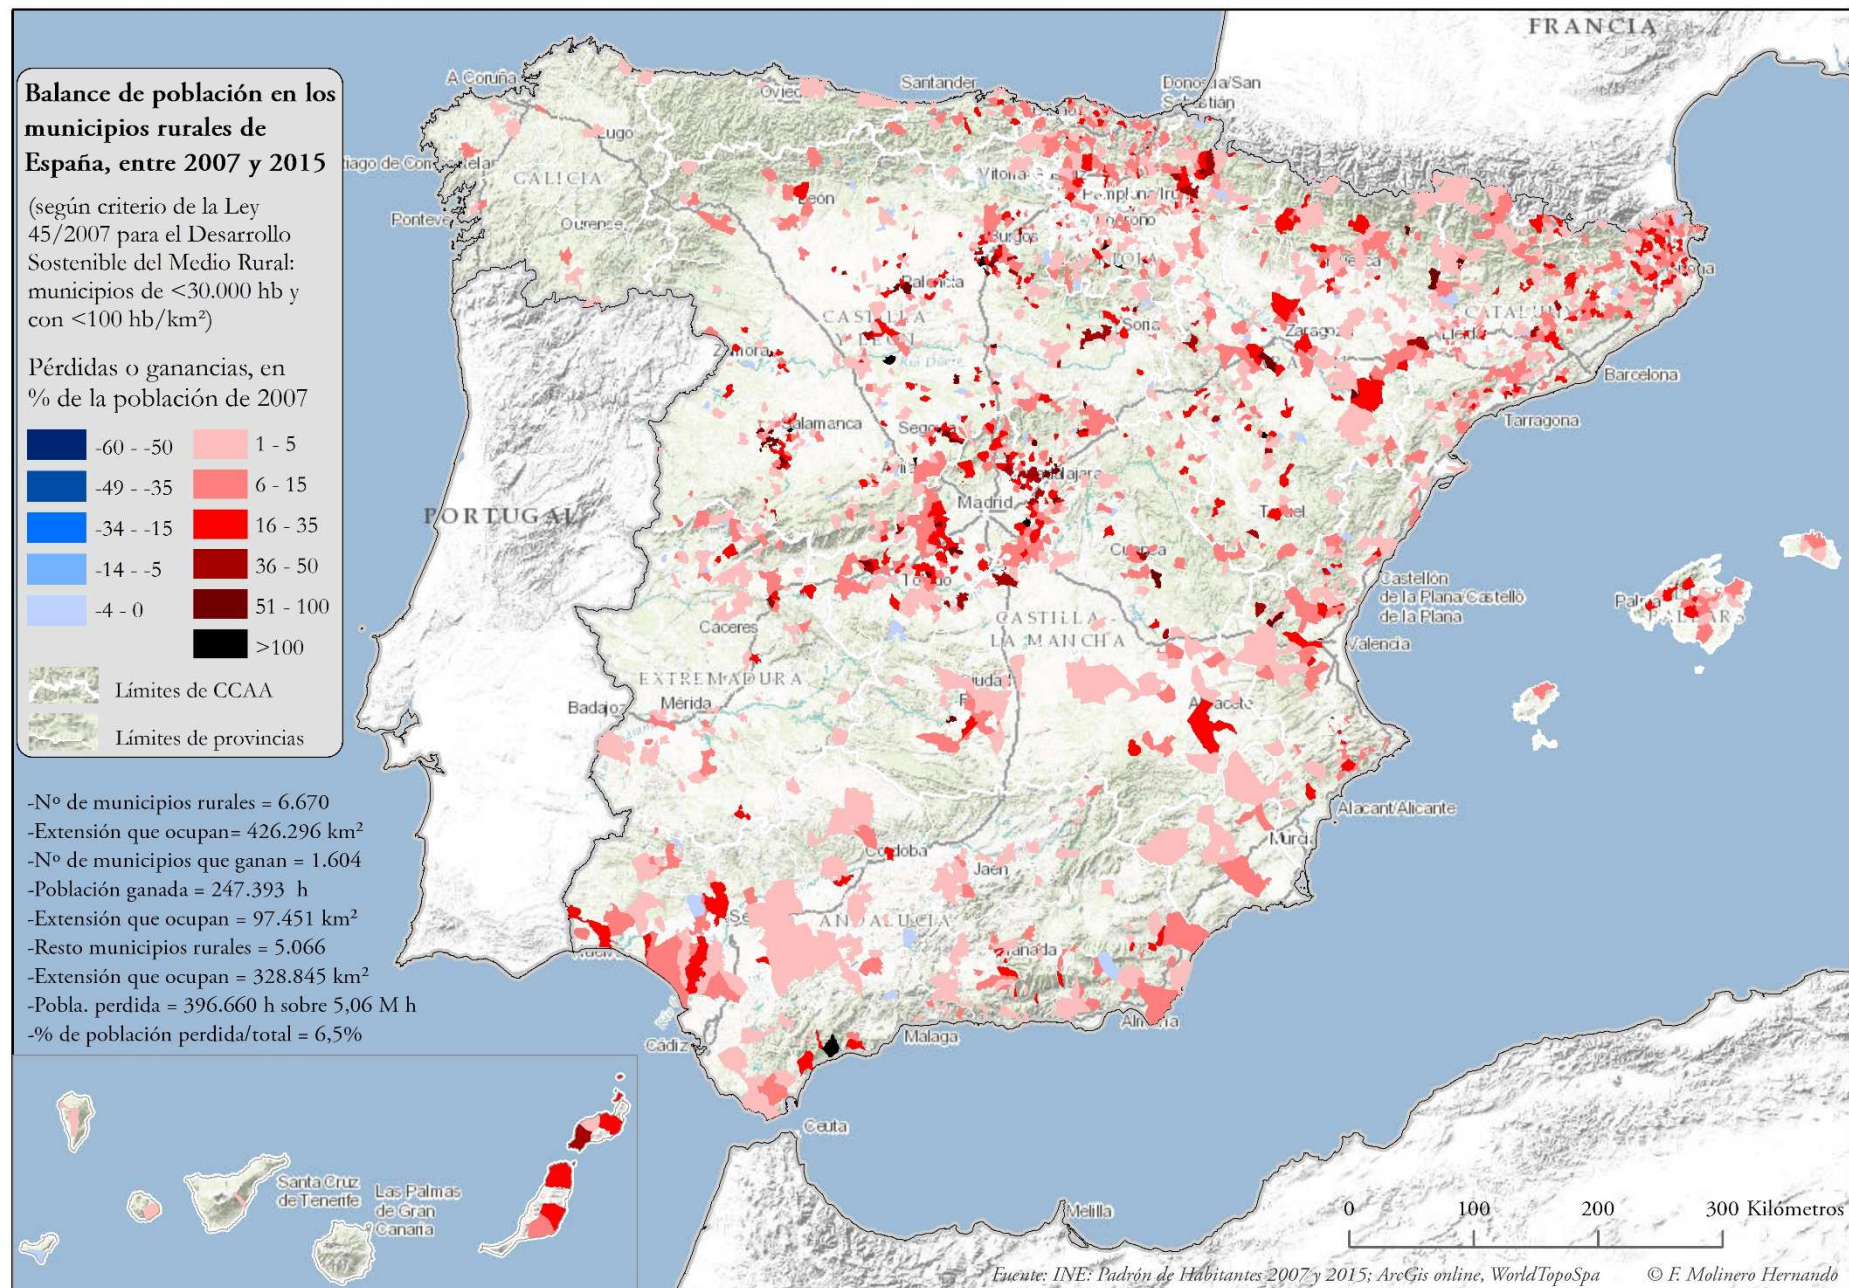 Balance de población en los
municipios rurales de
España, entre 2007 y 2015
(según criterio de la Ley
45/2007 para el Desarrollo
Sostenible del Medio Rural:
municipios de <30.000 hb y
con <100 hb/km²)
Pérdidas o ganancias, en
% de la población de 2007
-60 - -50
-49 - -35
-34 - -15
-14 - -5
-4 - 0
1 - 5
6 - 15
16 - 35
36 - 50
51 - 100
>100
Límites de CCAA
Límites de provincias
-Nº de municipios rurales = 6.670
-Extensión que ocupan= 426.296 km²
-Nº de municipios que ganan = 1.604
-Población ganada = 247.393 h
-Extensión que ocupan = 97.451 km²
-Resto municipios rurales = 5.066
-Extensión que ocupan = 328.845 km²
-Pobla. perdida = 396.660 h sobre 5,06 M h
-% de población perdida/total = 6,5%
FRANCIA
A Coruña
Santander
Donostia/San
Sebastián
Lugo
GALICIA
Ourense
León
Burgos
Palencia
CASTILLA
Y LEÓN
Río Duero
Soria
Zaragoza
Lleida
Barcelona
Tarragona
Zamora
Salamanca
Madrid
PORTUGAL
Teruel
Cuenca
Toledo
Castellón
de la Plana/Castelló
de la Plana
Valencia
Palma
Cáceres
CASTILLA -
LA MANCHA
EXTREMADURA
Badajoz
Mérida
Albacete
Alacant/Alicante
Murcia
Córdoba
Jaén
ANDALUCIA
Granada
Almería
Málaga
Cádiz
Ceuta
Melilla
Santa Cruz
de Tenerife
Las Palmas
de Gran
Canaria
0 100 200 300 Kilómetros
Fuente: INE: Padrón de Habitantes 2007 y 2015; ArcGis online, WorldTopoSpa © F. Molinero Hernando